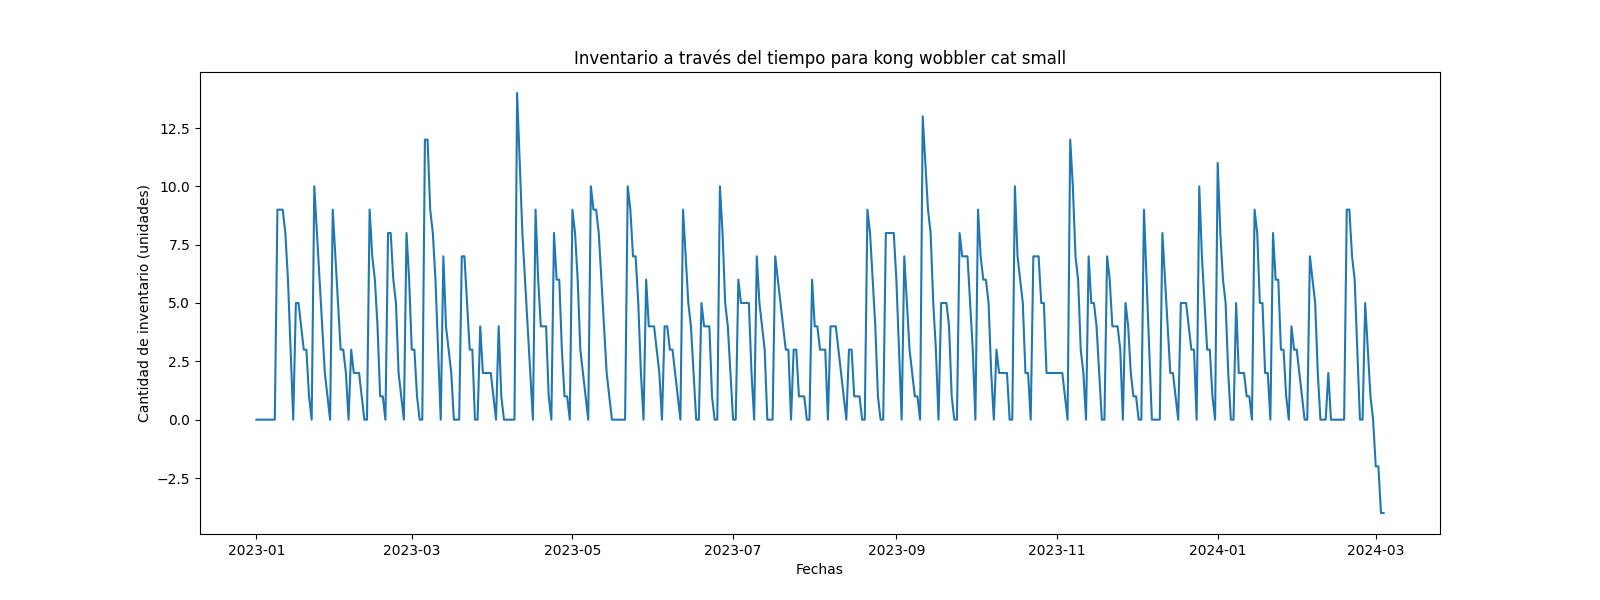 Inventario a través del tiempo para kong wobbler cat small
Cantidad de inventario (unidades)
12.5
10.0
7.5
5.0
2.5
0.0
−2.5
2023-01 2023-03 2023-05 2023-07 2023-09 2023-11 2024-01 2024-03
Fechas